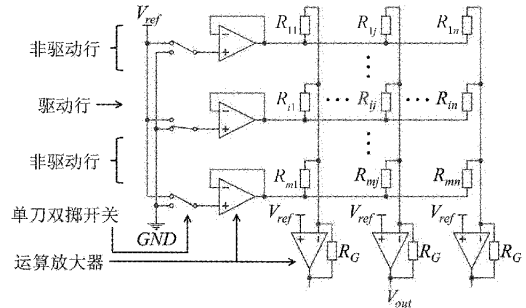 V_ref R_11 R_1j R_1n
非驱动行
驱动行 R_i1 R_ij R_in
非驱动行
R_m1 R_mj R_mn
单刀双掷开关
GND V_ref V_ref V_ref
运算放大器 R_G R_G R_G
V_out